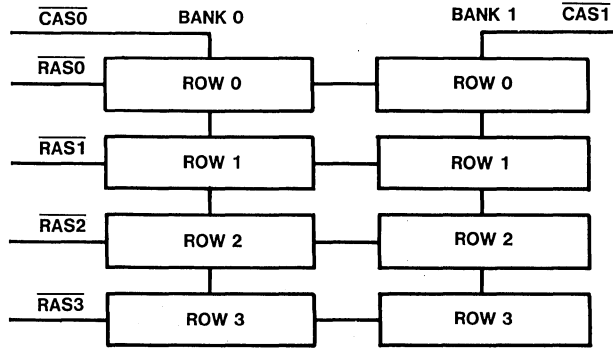 CAS0 BANK 0 BANK 1 CAS1
RAS0 ROW 0 ROW 0
RAS1 ROW 1 ROW 1
RAS2 ROW 2 ROW 2
RAS3 ROW 3 ROW 3